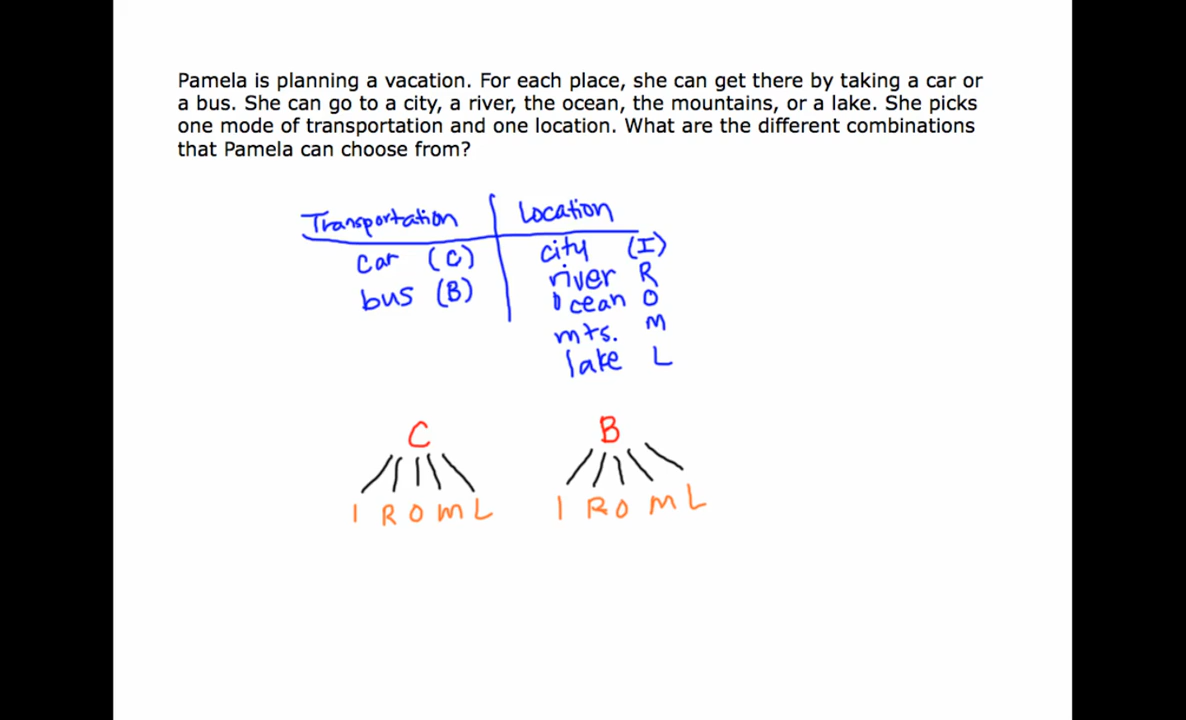 Pamela is planning a vacation. For each place, she can get there by taking a car or
a bus. She can go to a city, a river, the ocean, the mountains, or a lake. She picks
one mode of transportation and one location. What are the different combinations
that Pamela can choose from?
Transportation Location
car (C) city (I)
bus (B) river R
ocean O
mts. M
lake L
C B
I R O M L I R O M L